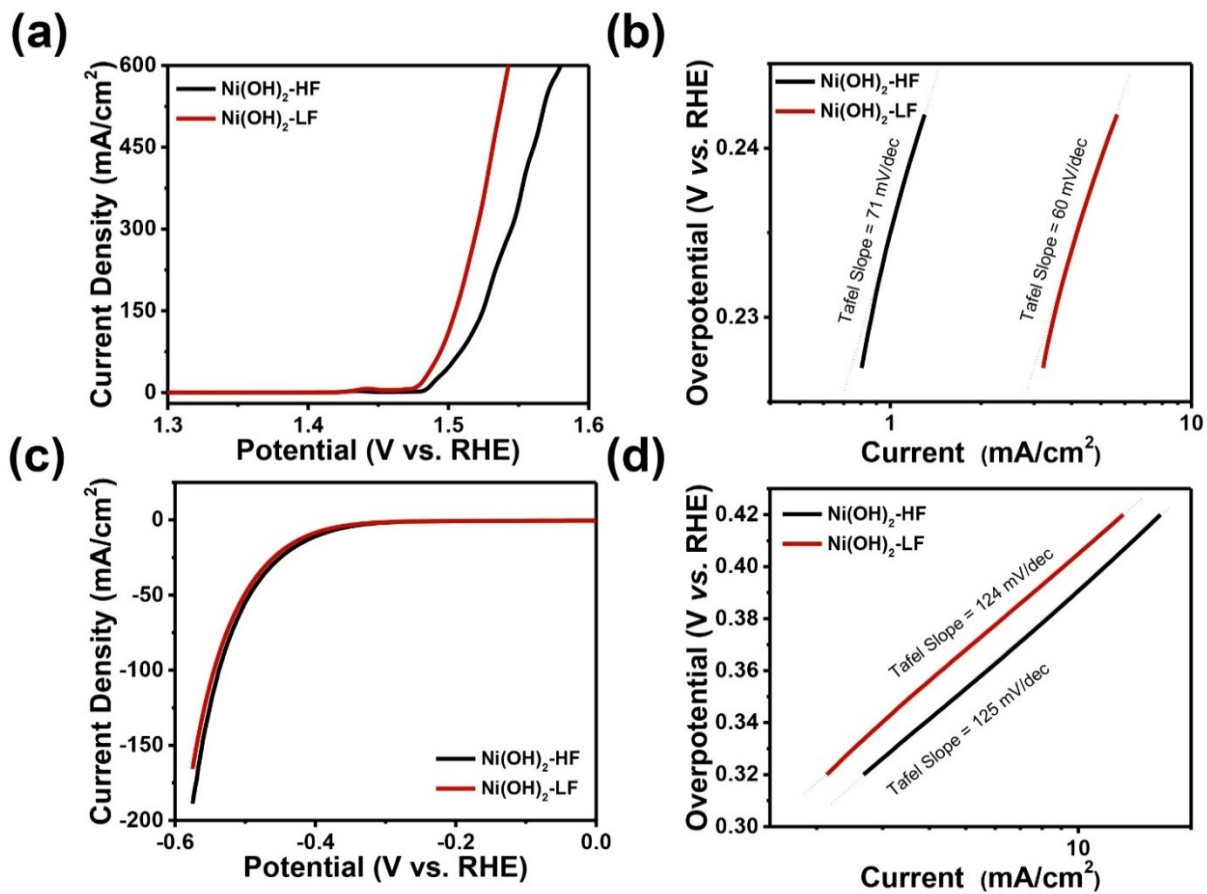 (a)
600
450
300
150
0
Current Density (mA/cm²)
Ni(OH)₂-HF
Ni(OH)₂-LF
1.3 1.4 1.5 1.6
Potential (V vs. RHE)
(b)
0.24
0.23
Overpotential (V vs. RHE)
Ni(OH)₂-HF
Ni(OH)₂-LF
Tafel Slope = 71 mV/dec
Tafel Slope = 60 mV/dec
1 10
Current (mA/cm²)
(c)
0
-50
-100
-150
-200
Current Density (mA/cm²)
Ni(OH)₂-HF
Ni(OH)₂-LF
-0.6 -0.4 -0.2 0.0
Potential (V vs. RHE)
(d)
0.42
0.40
0.38
0.36
0.34
0.32
0.30
Overpotential (V vs. RHE)
Ni(OH)₂-HF
Ni(OH)₂-LF
Tafel Slope = 124 mV/dec
Tafel Slope = 125 mV/dec
10
Current (mA/cm²)